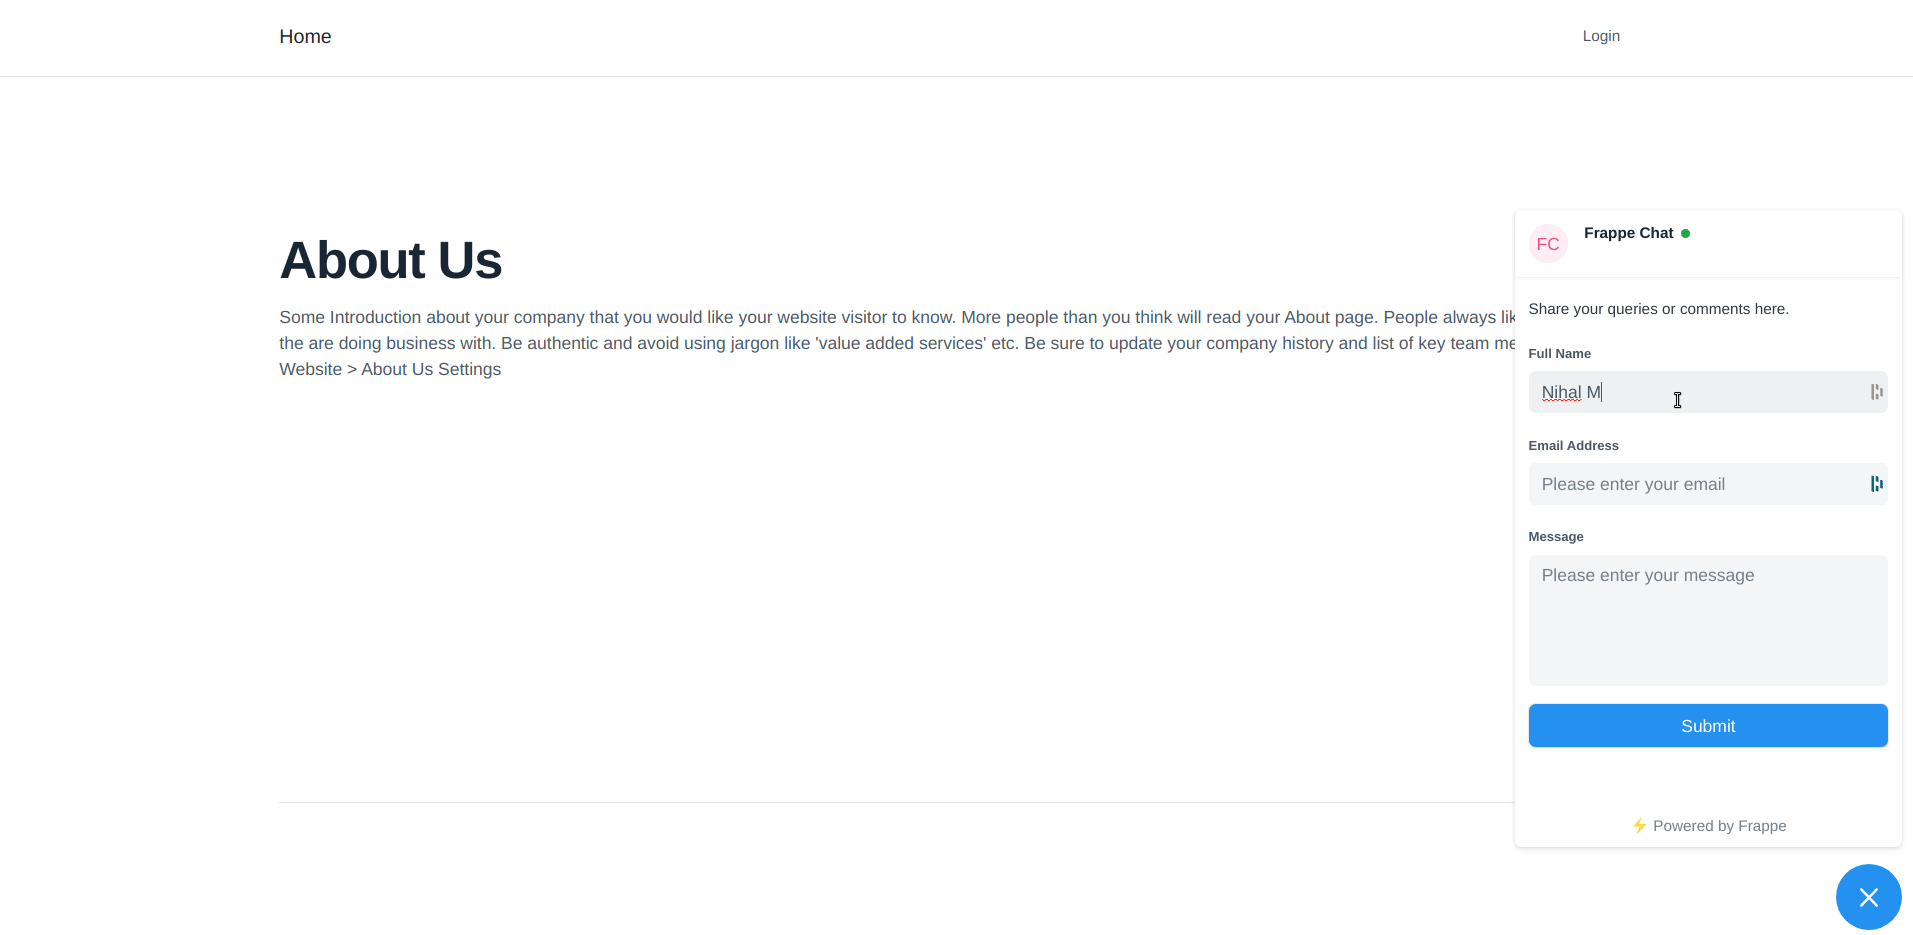 Home
Login
About Us
Some Introduction about your company that you would like your website visitor to know. More people than you think will read your About page. People always
the are doing business with. Be authentic and avoid using jargon like 'value added services' etc. Be sure to update your company history and list of key team
Website > About Us Settings
FC
Frappe Chat
Share your queries or comments here.
Full Name
Nihal M
Email Address
Please enter your email
Message
Please enter your message
Submit
⚡ Powered by Frappe